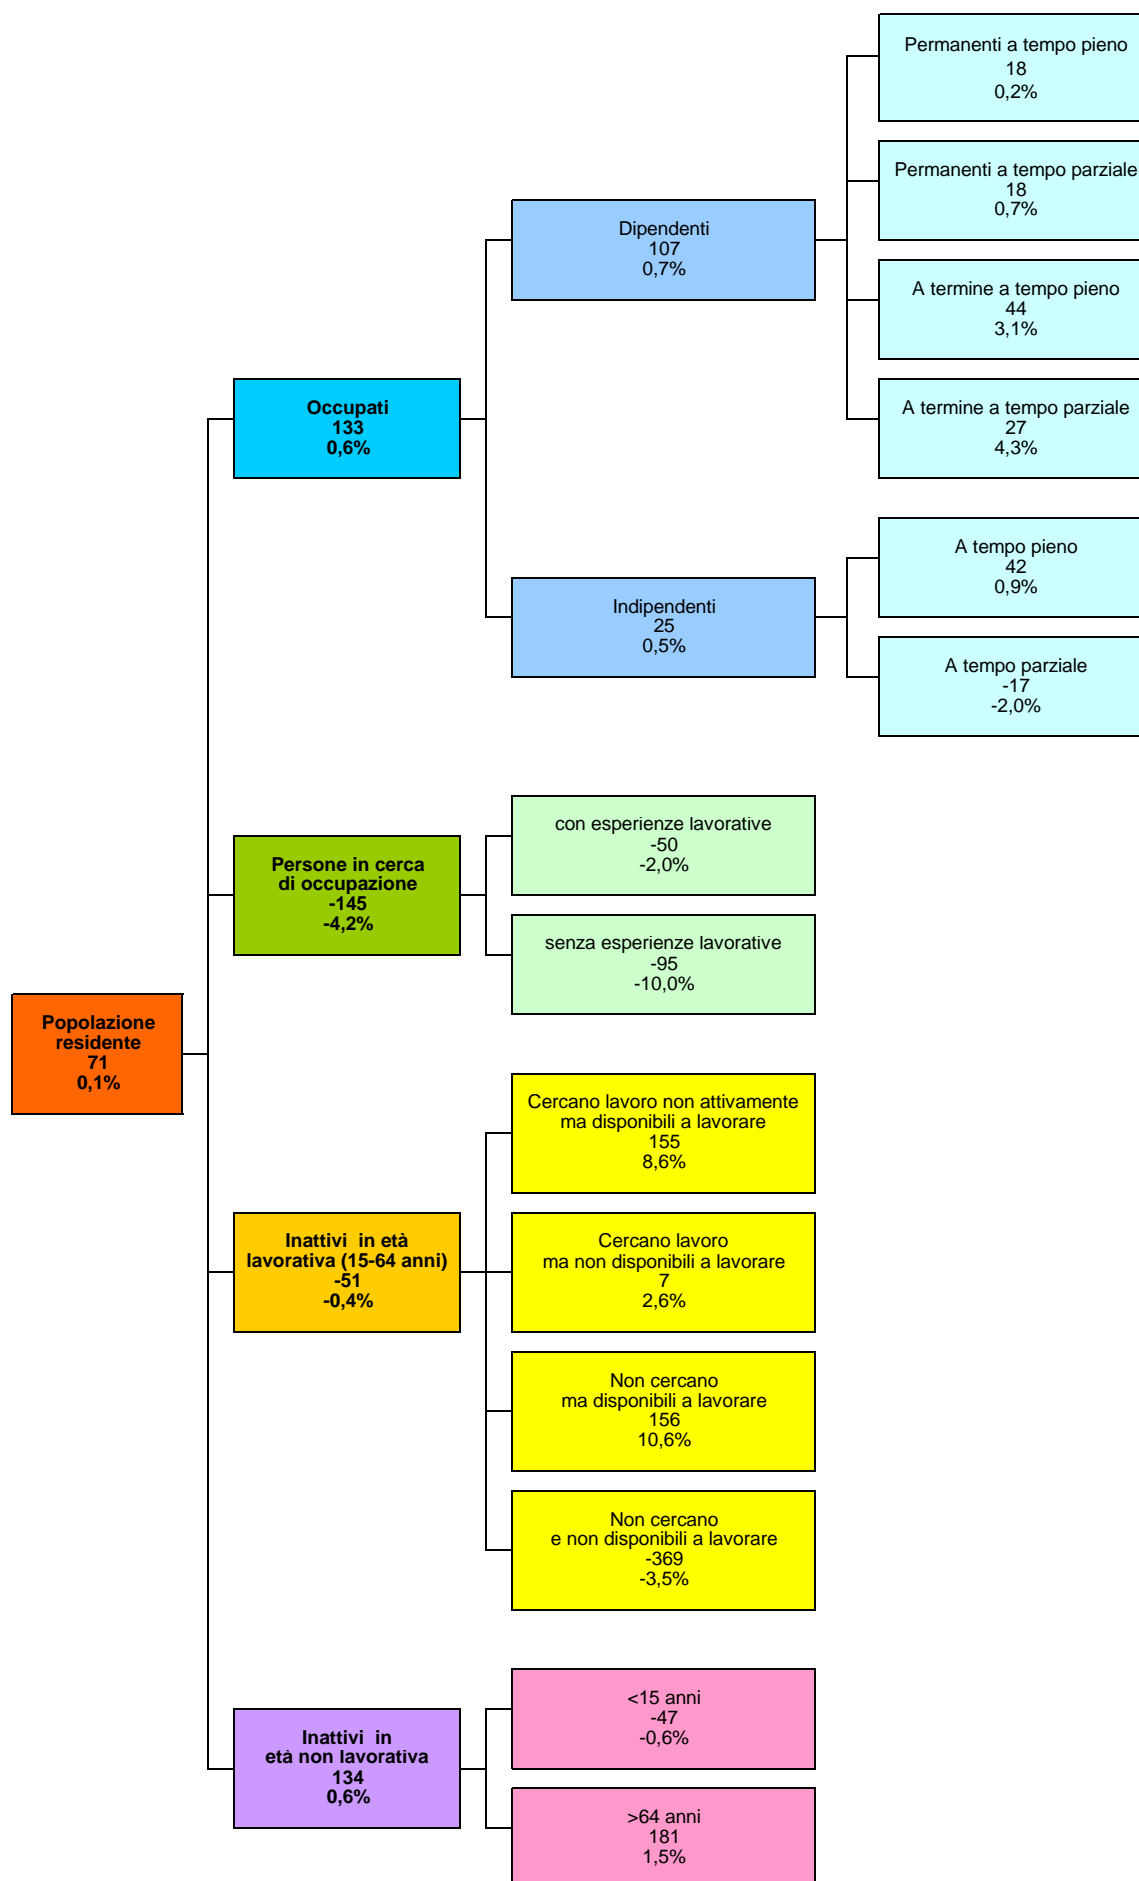 Popolazione
residente
71
0,1%
Occupati
133
0,6%
Dipendenti
107
0,7%
Permanenti a tempo pieno
18
0,2%
Permanenti a tempo parziale
18
0,7%
A termine a tempo pieno
44
3,1%
A termine a tempo parziale
27
4,3%
Indipendenti
25
0,5%
A tempo pieno
42
0,9%
A tempo parziale
-17
-2,0%
Persone in cerca
di occupazione
-145
-4,2%
con esperienze lavorative
-50
-2,0%
senza esperienze lavorative
-95
-10,0%
Inattivi in età
lavorativa (15-64 anni)
-51
-0,4%
Cercano lavoro non attivamente
ma disponibili a lavorare
155
8,6%
Cercano lavoro
ma non disponibili a lavorare
7
2,6%
Non cercano
ma disponibili a lavorare
156
10,6%
Non cercano
e non disponibili a lavorare
-369
-3,5%
Inattivi in
età non lavorativa
134
0,6%
<15 anni
-47
-0,6%
>64 anni
181
1,5%